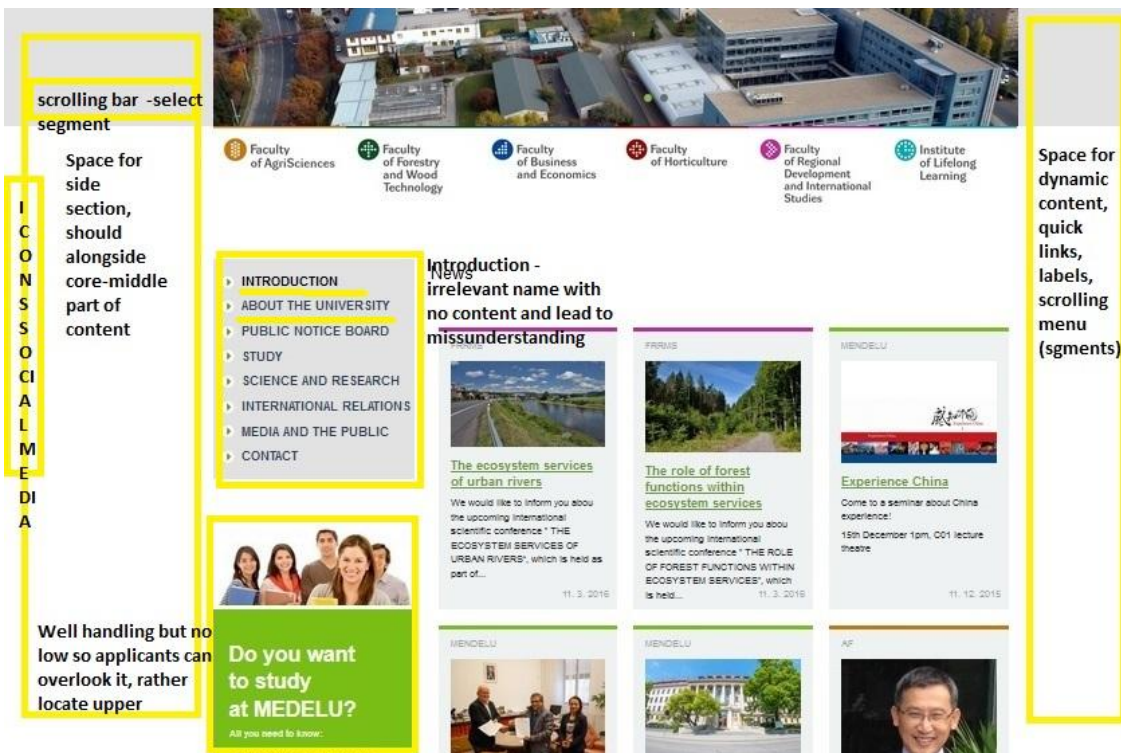 scrolling bar -select
segment
Space for
side
section,
should
alongside
core-middle
part of
content
I
C
O
N
S
S
O
CI
A
L
M
E
DI
A
Well handling but no
low so applicants can
overlook it, rather
locate upper
Faculty
of AgriSciences
Faculty
of Forestry
and Wood
Technology
Faculty
of Business
and Economics
Faculty
of Horticulture
Faculty
of Regional
Development
and International
Studies
Institute
of Lifelong
Learning
INTRODUCTION
ABOUT THE UNIVERSITY
PUBLIC NOTICE BOARD
STUDY
SCIENCE AND RESEARCH
INTERNATIONAL RELATIONS
MEDIA AND THE PUBLIC
CONTACT
News
Introduction -
irrelevant name with
no content and lead to
missunderstanding
FRRMS
The ecosystem services
of urban rivers
We would like to inform you abou
the upcoming international
scientific conference " THE
ECOSYSTEM SERVICES OF
URBAN RIVERS", which is held as
part of...
11. 3. 2016
FRRMS
The role of forest
functions within
ecosystem services
We would like to inform you abou
the upcoming international
scientific conference " THE ROLE
OF FOREST FUNCTIONS WITHIN
ECOSYSTEM SERVICES", which
is held...
11. 3. 2016
MENDELU
感知中国
Experience China
Experience China
Come to a seminar about China
experience!
15th December 1pm, C01 lecture
theatre
11. 12. 2015
Do you want
to study
at MEDELU?
All you need to know:
MENDELU
MENDELU
AF
Space for
dynamic
content,
quick
links,
labels,
scrolling
menu
(sgments)